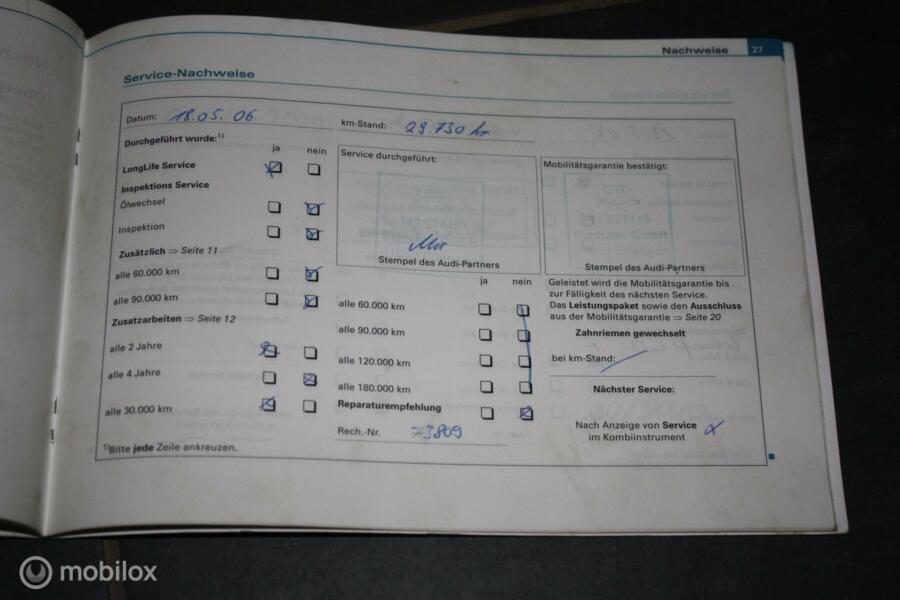 Nachweise 27
Service-Nachweise
Datum: 18.05.06
km-Stand: 29.730 km
Durchgeführt wurde:1)
ja nein
LongLife Service
Inspektions Service
Ölwechsel
Inspektion
Zusätzlich ⇒ Seite 11
alle 60.000 km
alle 90.000 km
Zusatzarbeiten ⇒ Seite 12
alle 2 Jahre
alle 4 Jahre
alle 30.000 km
1)Bitte jede Zeile ankreuzen.
Service durchgeführt:
Stempel des Audi-Partners
ja nein
alle 60.000 km
alle 90.000 km
alle 120.000 km
alle 180.000 km
Reparaturempfehlung
Rech.-Nr. 73809
Mobilitätsgarantie bestätigt:
Stempel des Audi-Partners
Geleistet wird die Mobilitätsgarantie bis
zur Fälligkeit des nächsten Service.
Das Leistungspaket sowie den Ausschluss
aus der Mobilitätsgarantie ⇒ Seite 20
Zahnriemen gewechselt
bei km-Stand:
Nächster Service:
Nach Anzeige von Service
im Kombiinstrument
mobilox